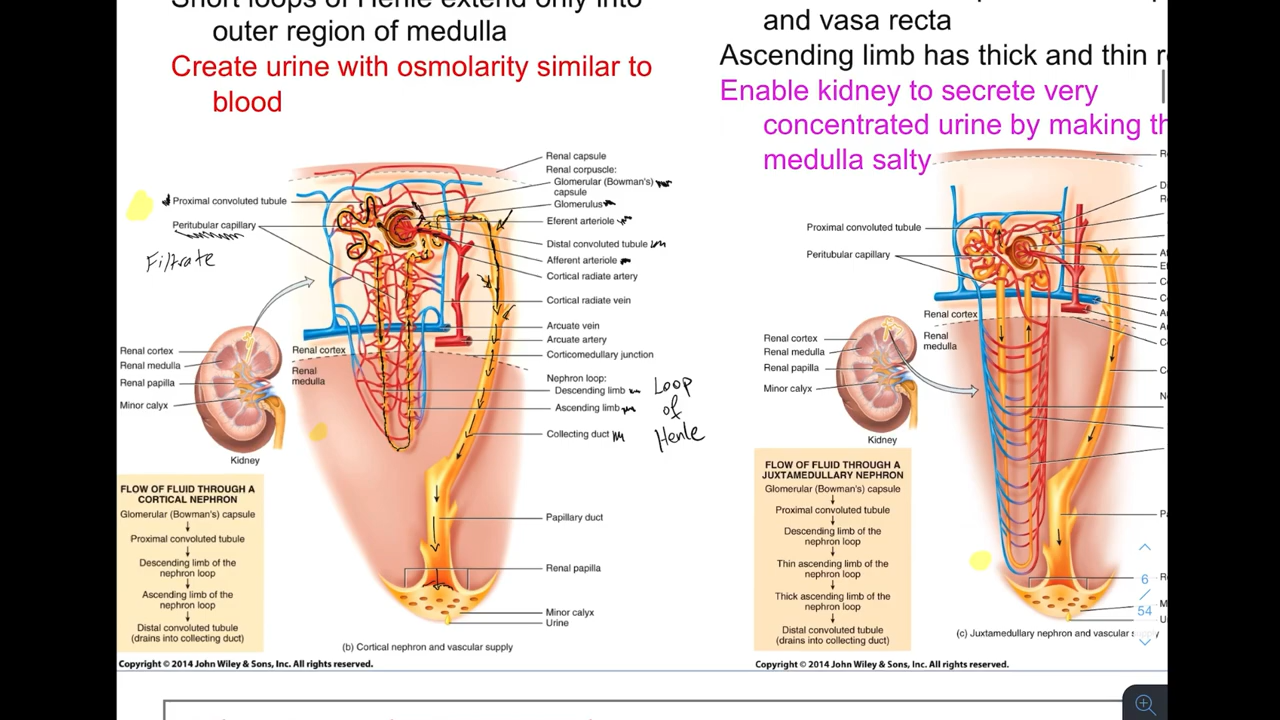 Short loops of Henle extend only into
outer region of medulla
Create urine with osmolarity similar to
blood
Renal capsule
Renal corpuscle:
Glomerular (Bowman's)
capsule
Glomerulus
Eferent arteriole
Distal convoluted tubule
Afferent arteriole
Cortical radiate artery
Cortical radiate vein
Arcuate vein
Arcuate artery
Corticomedullary junction
Nephron loop:
Descending limb
Ascending limb
Collecting duct
Papillary duct
Renal papilla
Minor calyx
Urine
Loop
of
Henle
Proximal convoluted tubule
Peritubular capillary
Filtrate
Renal cortex
Renal
medulla
Renal cortex
Renal medulla
Renal papilla
Minor calyx
Kidney
FLOW OF FLUID THROUGH A
CORTICAL NEPHRON
Glomerular (Bowman's) capsule
Proximal convoluted tubule
Descending limb of the
nephron loop
Ascending limb of the
nephron loop
Distal convoluted tubule
(drains into collecting duct)
(b) Cortical nephron and vascular supply
Copyright © 2014 John Wiley & Sons, Inc. All rights reserved.
and vasa recta
Ascending limb has thick and thin r
Enable kidney to secrete very
concentrated urine by making th
medulla salty
Proximal convoluted tubule
Peritubular capillary
Renal cortex
Renal
medulla
Renal cortex
Renal medulla
Renal papilla
Minor calyx
Kidney
FLOW OF FLUID THROUGH A
JUXTAMEDULLARY NEPHRON
Glomerular (Bowman's) capsule
Proximal convoluted tubule
Descending limb of the
nephron loop
Thin ascending limb of the
nephron loop
Thick ascending limb of the
nephron loop
Distal convoluted tubule
(drains into collecting duct)
6
/
54
(c) Juxtamedullary nephron and vascular supply
Copyright © 2014 John Wiley & Sons, Inc. All rights reserved.